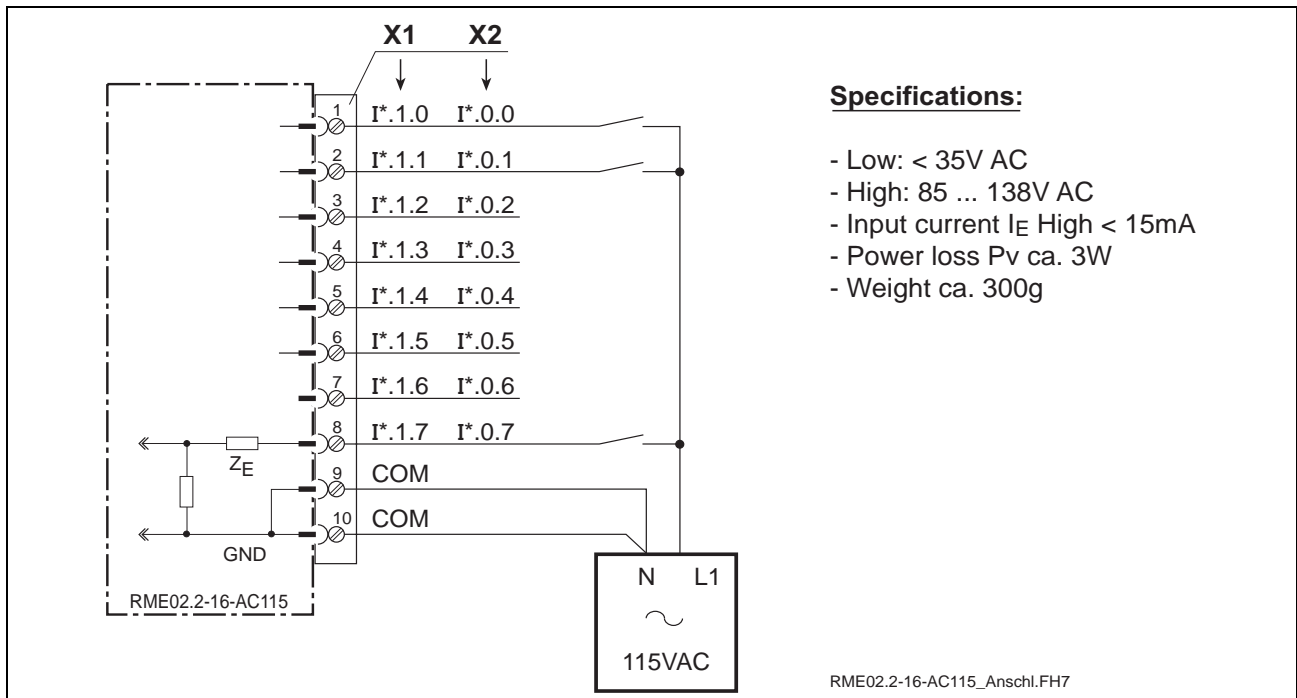 X1 X2
1 I*.1.0 I*.0.0
2 I*.1.1 I*.0.1
3 I*.1.2 I*.0.2
4 I*.1.3 I*.0.3
5 I*.1.4 I*.0.4
6 I*.1.5 I*.0.5
7 I*.1.6 I*.0.6
8 I*.1.7 I*.0.7
ZE
9 COM
10 COM
GND
RME02.2-16-AC115
N L1
115VAC
Specifications:
- Low: < 35V AC
- High: 85 ... 138V AC
- Input current IE High < 15mA
- Power loss Pv ca. 3W
- Weight ca. 300g
RME02.2-16-AC115_Anschl.FH7